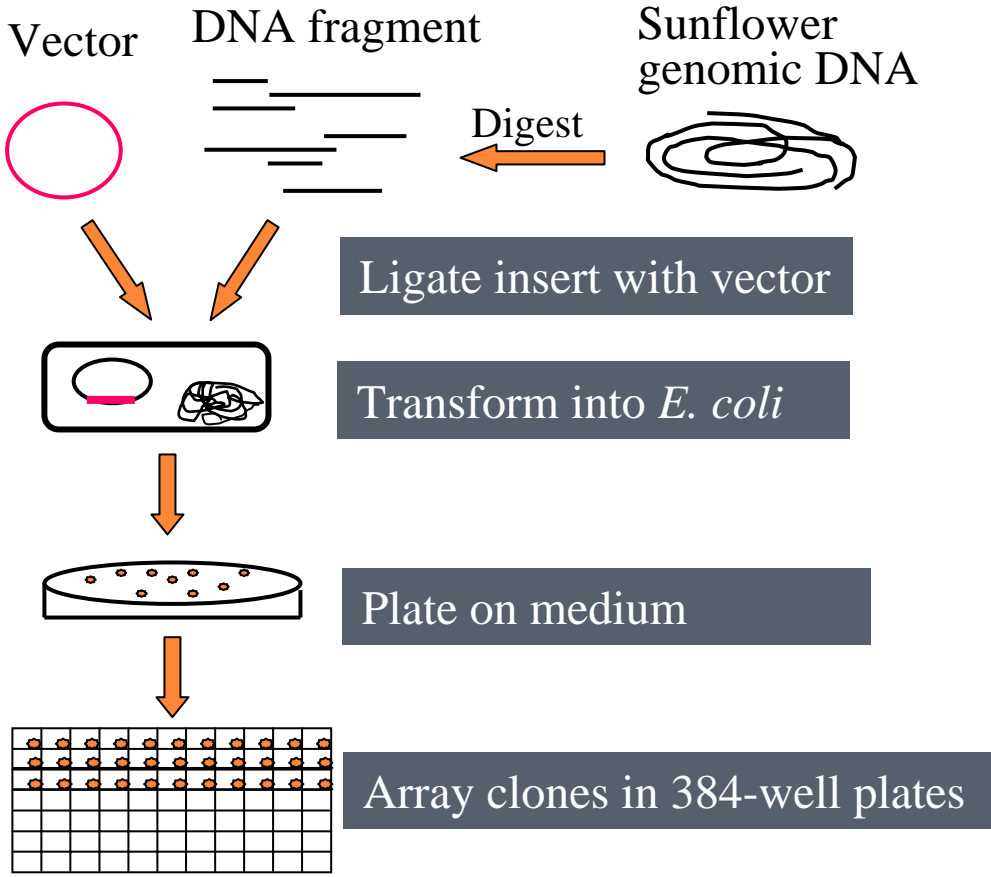 Vector
DNA fragment
Sunflower
genomic DNA
Digest
Ligate insert with vector
Transform into E. coli
Plate on medium
Array clones in 384-well plates